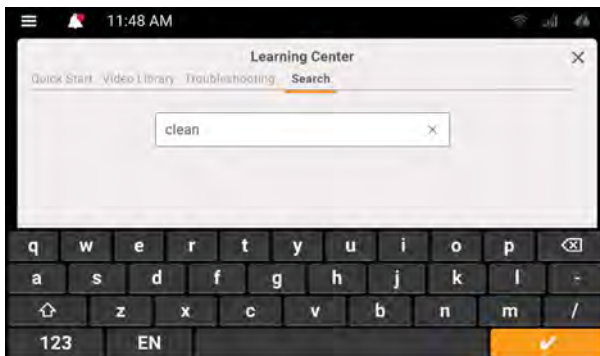 11:48 AM
Learning Center
Quick Start Video Library Troubleshooting Search
clean
q w e r t y u i o p
a s d f g h j k l -
z x c v b n m /
123 EN